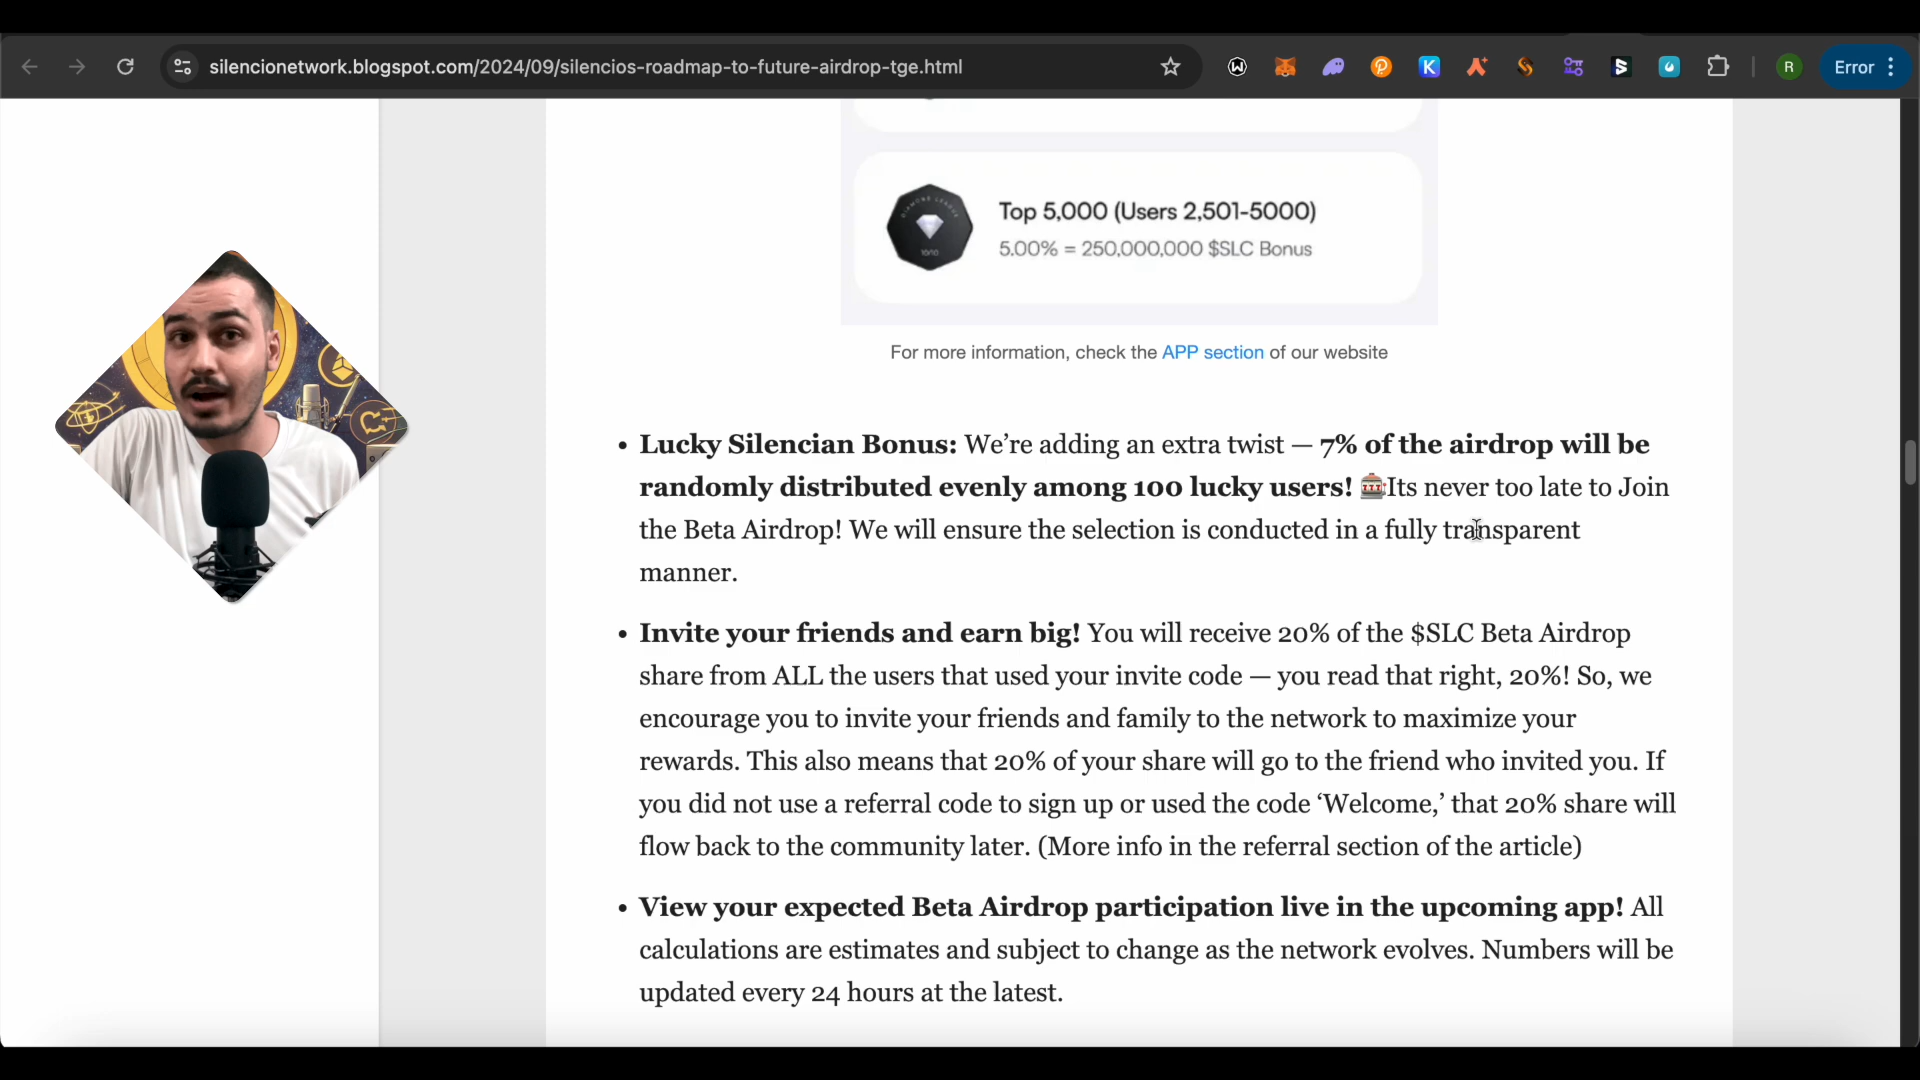 silencionetwork.blogspot.com/2024/09/silencios-roadmap-to-future-airdrop-tge.html
R
Error
Top 5,000 (Users 2,501-5000)
5.00% = 250,000,000 $SLC Bonus
For more information, check the APP section of our website
• Lucky Silencian Bonus: We’re adding an extra twist — 7% of the airdrop will be
randomly distributed evenly among 100 lucky users! 🎰Its never too late to Join
the Beta Airdrop! We will ensure the selection is conducted in a fully transparent
manner.
• Invite your friends and earn big! You will receive 20% of the $SLC Beta Airdrop
share from ALL the users that used your invite code — you read that right, 20%! So, we
encourage you to invite your friends and family to the network to maximize your
rewards. This also means that 20% of your share will go to the friend who invited you. If
you did not use a referral code to sign up or used the code ‘Welcome,’ that 20% share will
flow back to the community later. (More info in the referral section of the article)
• View your expected Beta Airdrop participation live in the upcoming app! All
calculations are estimates and subject to change as the network evolves. Numbers will be
updated every 24 hours at the latest.